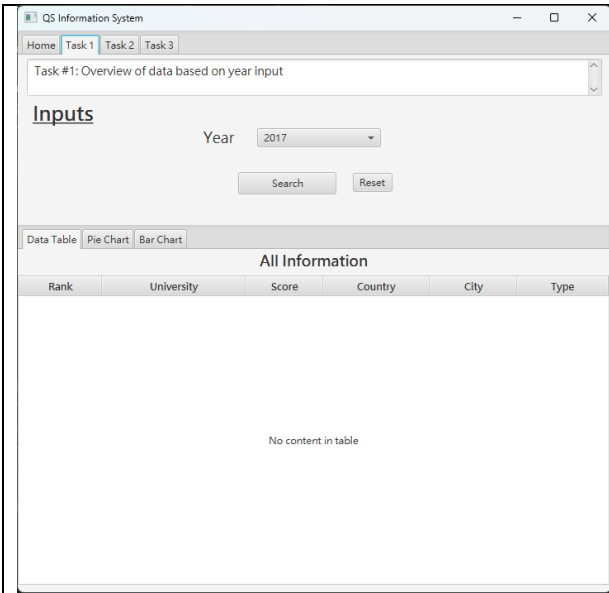 QS Information System
Home Task 1 Task 2 Task 3
Task #1: Overview of data based on year input
Inputs
Year 2017
Search Reset
Data Table Pie Chart Bar Chart
All Information
Rank University Score Country City Type
No content in table